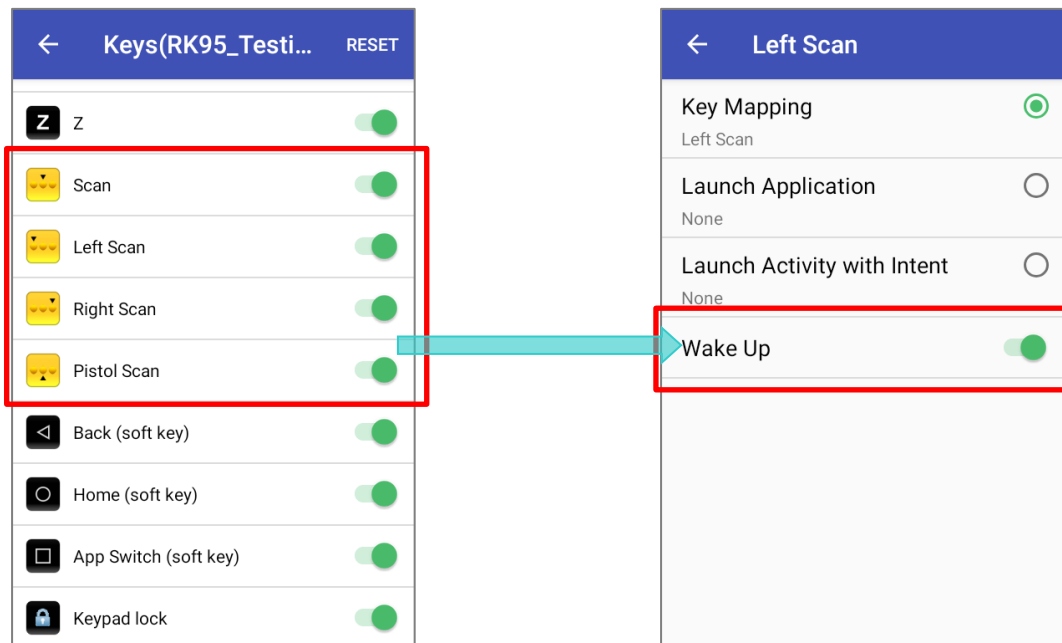 Keys(RK95_Testi... RESET
Z Z
Scan
Left Scan
Right Scan
Pistol Scan
Back (soft key)
Home (soft key)
App Switch (soft key)
Keypad lock
Left Scan
Key Mapping
Left Scan
Launch Application
None
Launch Activity with Intent
None
Wake Up